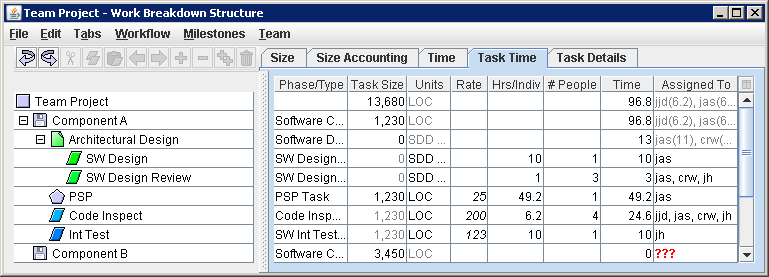 Team Project - Work Breakdown Structure
File Edit Tabs Workflow Milestones Team
Size Size Accounting Time Task Time Task Details
Phase/Type Task Size Units Rate Hrs/Indiv # People Time Assigned To
Team Project 13,680 LOC 96.8 jjd(6.2), jas(6...
Component A Software C... 1,230 LOC 96.8 jjd(6.2), jas(6...
Architectural Design Software D... 0 SDD ... 13 jas(11), crw(...
SW Design SW Design... 0 SDD ... 10 1 10 jas
SW Design Review SW Design... 0 SDD ... 1 3 3 jas, crw, jh
PSP PSP Task 1,230 LOC 25 49.2 1 49.2 jas
Code Inspect Code Insp... 1,230 LOC 200 6.2 4 24.6 jjd, jas, crw, jh
Int Test SW Int Test... 1,230 LOC 123 10 1 10 jh
Component B Software C... 3,450 LOC 0 ???